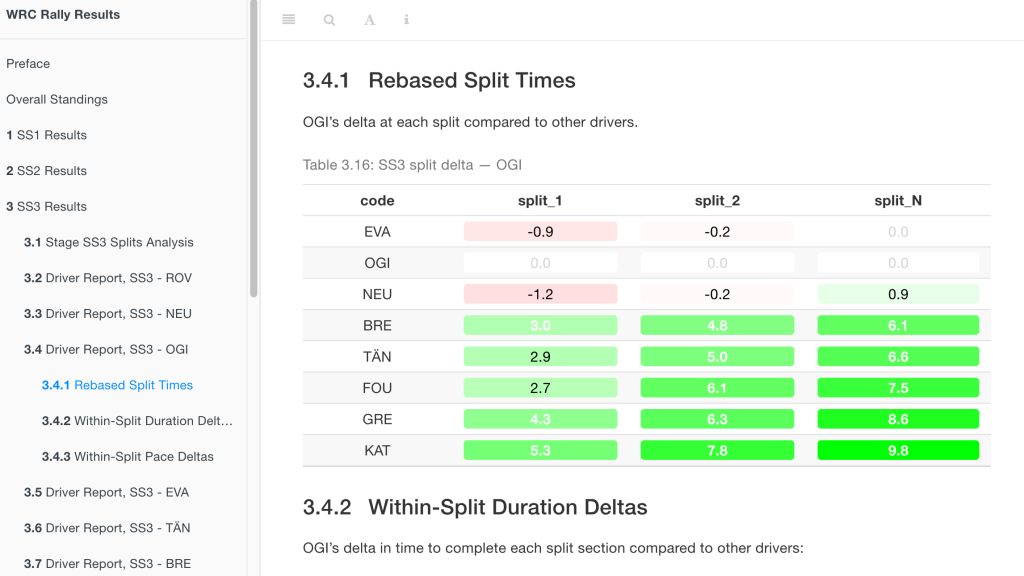 WRC Rally Results
Preface
Overall Standings
1 SS1 Results
2 SS2 Results
3 SS3 Results
3.1 Stage SS3 Splits Analysis
3.2 Driver Report, SS3 - ROV
3.3 Driver Report, SS3 - NEU
3.4 Driver Report, SS3 - OGI
3.4.1 Rebased Split Times
3.4.2 Within-Split Duration Delt...
3.4.3 Within-Split Pace Deltas
3.5 Driver Report, SS3 - EVA
3.6 Driver Report, SS3 - TÄN
3.7 Driver Report, SS3 - BRE
A i
3.4.1 Rebased Split Times
OGI's delta at each split compared to other drivers.
Table 3.16: SS3 split delta — OGI
code split_1 split_2 split_N
EVA -0.9 -0.2 0.0
OGI 0.0 0.0 0.0
NEU -1.2 -0.2 0.9
BRE 3.0 4.8 6.1
TÄN 2.9 5.0 6.6
FOU 2.7 6.1 7.5
GRE 4.3 6.3 8.6
KAT 5.3 7.8 9.8
3.4.2 Within-Split Duration Deltas
OGI's delta in time to complete each split section compared to other drivers: